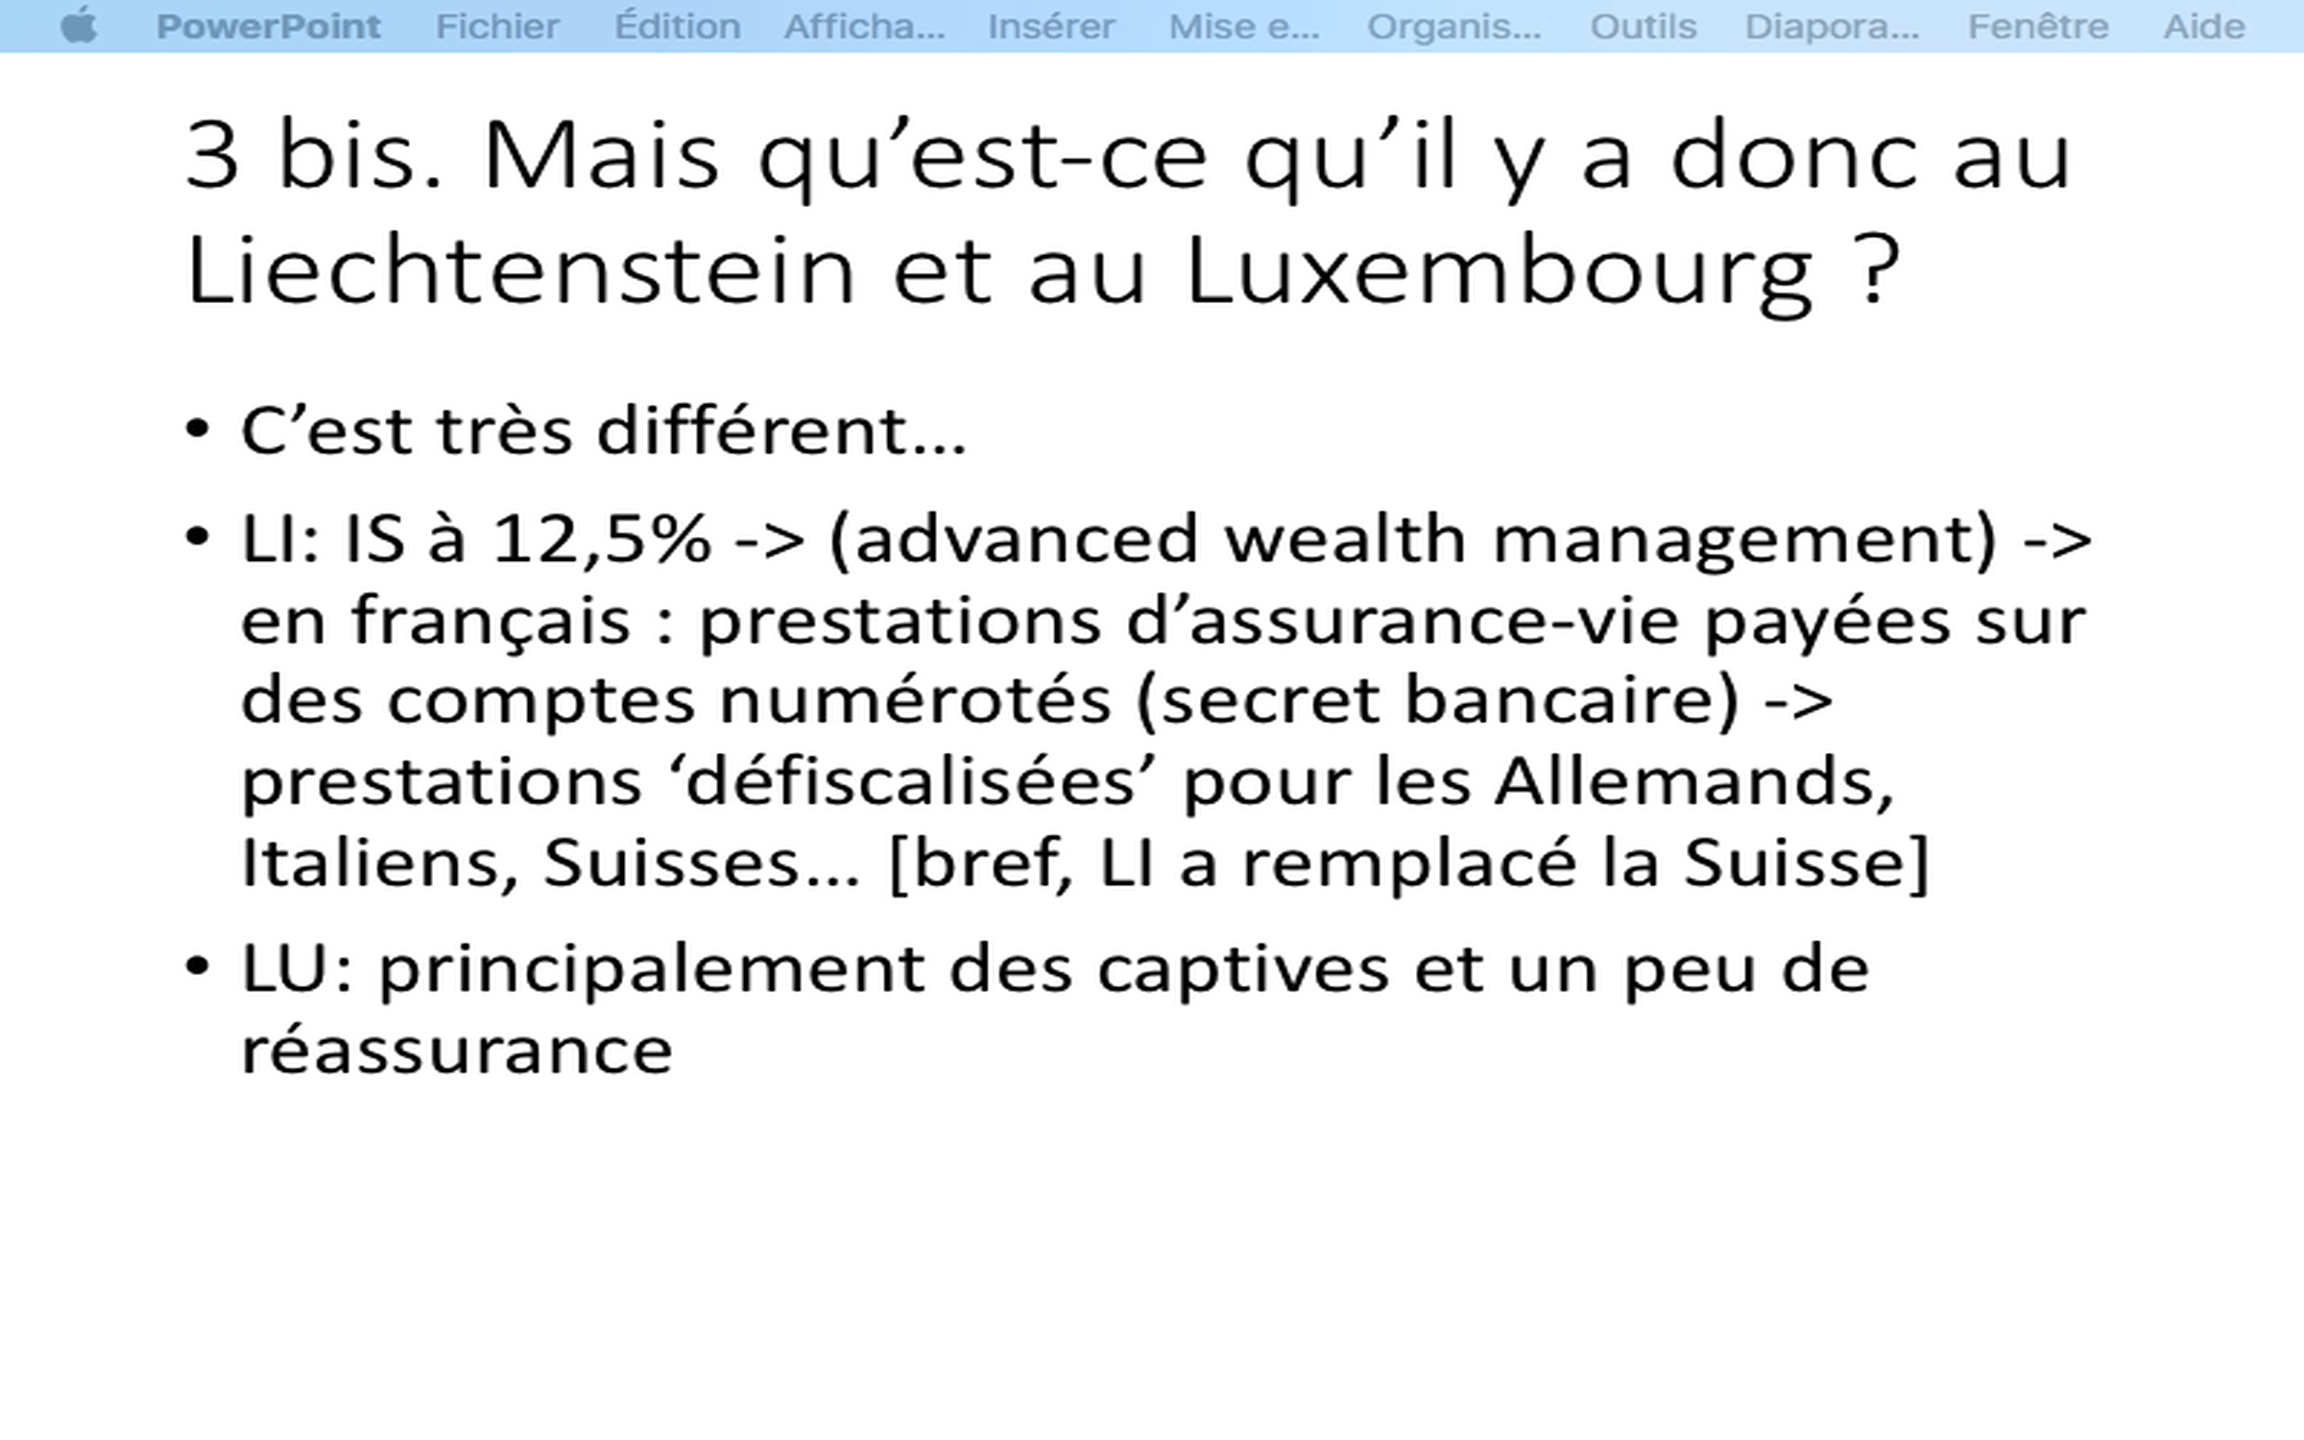 PowerPoint Fichier Édition Afficha... Insérer Mise e... Organis... Outils Diapora... Fenêtre Aide
3 bis. Mais qu’est-ce qu’il y a donc au
Liechtenstein et au Luxembourg ?
• C’est très différent…
• LI: IS à 12,5% -> (advanced wealth management) ->
en français : prestations d’assurance-vie payées sur
des comptes numérotés (secret bancaire) ->
prestations ‘défiscalisées’ pour les Allemands,
Italiens, Suisses… [bref, LI a remplacé la Suisse]
• LU: principalement des captives et un peu de
réassurance